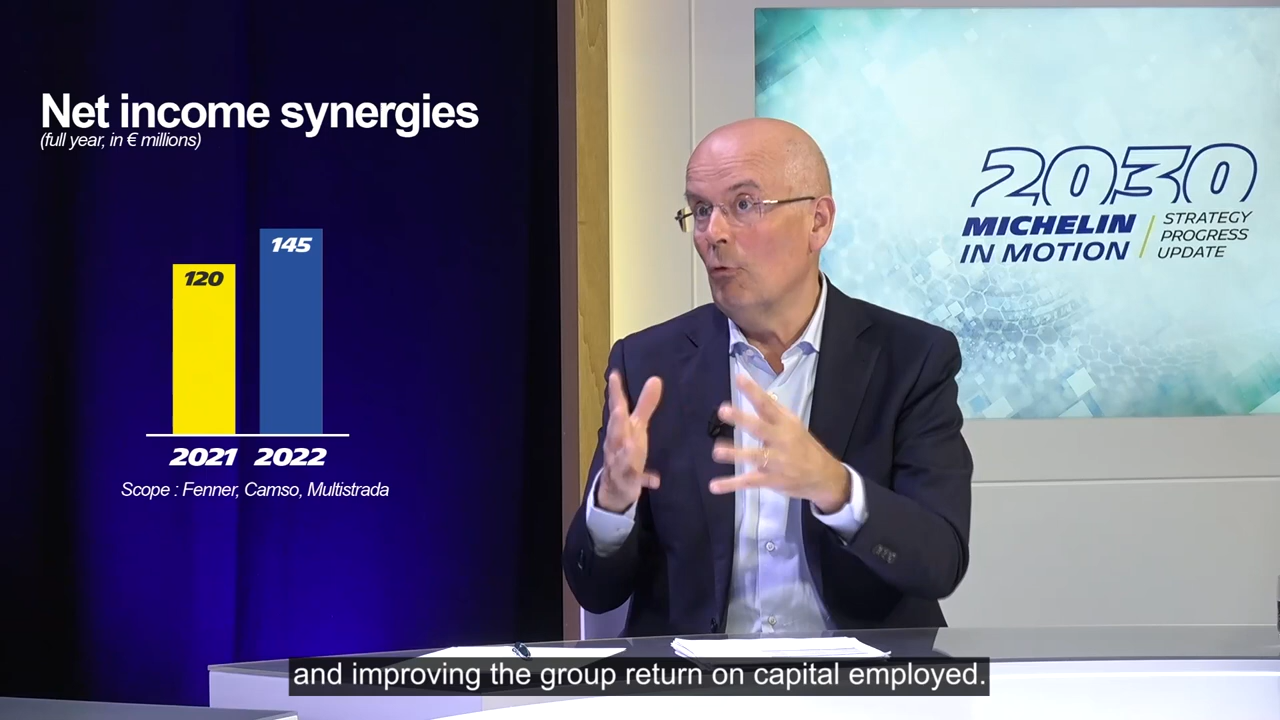 Net income synergies
(full year, in € millions)
145
120
2021 2022
Scope : Fenner, Camso, Multistrada
2030
MICHELIN
IN MOTION
STRATEGY
PROGRESS
UPDATE
and improving the group return on capital employed.